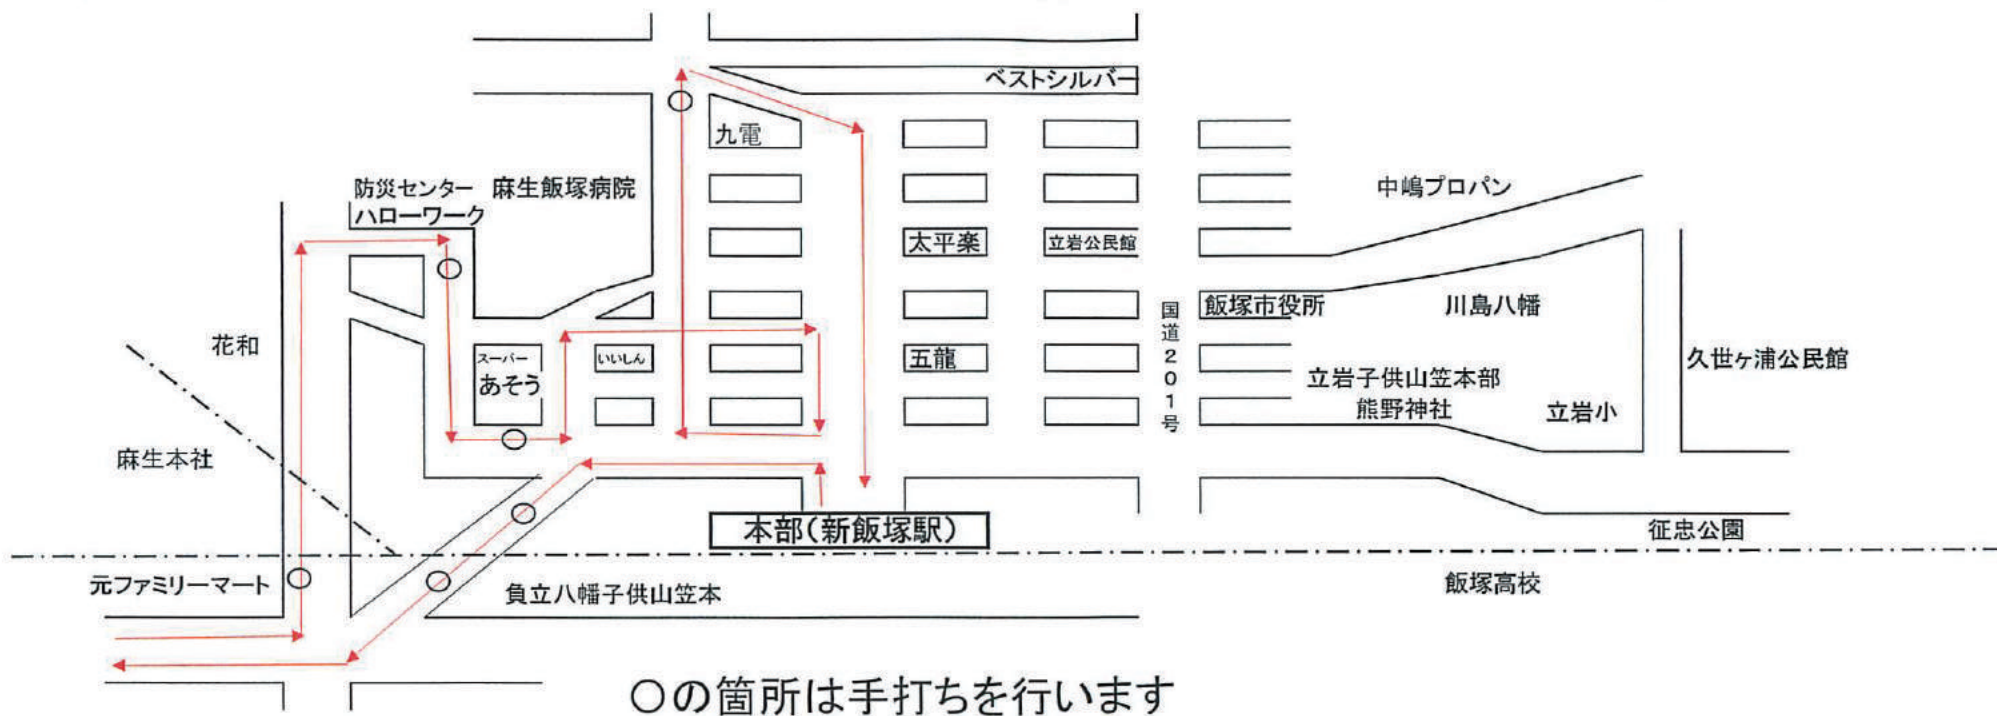 ベストシルバー
九電
防災センター
ハローワーク
麻生飯塚病院
中嶋プロパン
太平楽
立岩公民館
国道201号
飯塚市役所
川島八幡
花和
スーパー
あそう
いいしん
五龍
久世ヶ浦公民館
立岩子供山笠本部
熊野神社
立岩小
麻生本社
本部(新飯塚駅)
征忠公園
元ファミリーマート
負立八幡子供山笠本
飯塚高校
○の箇所は手打ちを行います